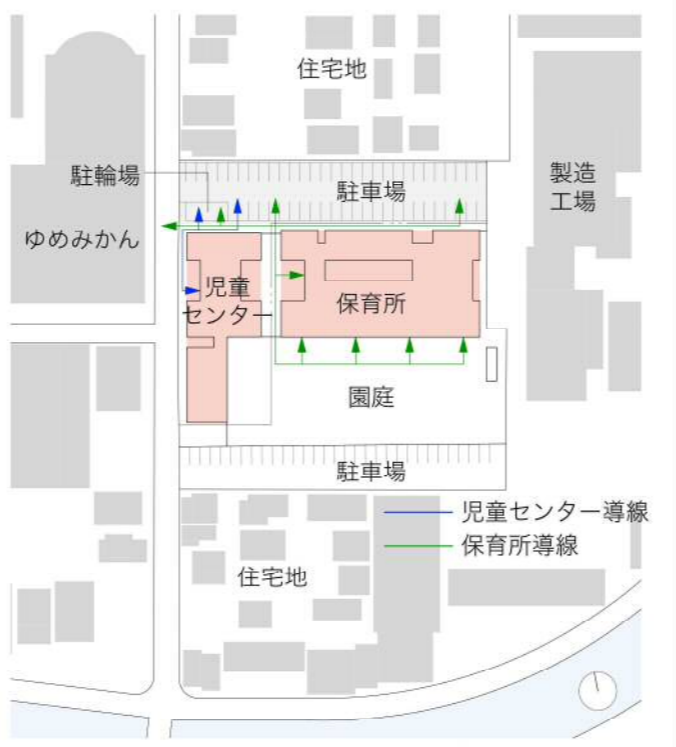 住宅地
駐輪場
駐車場
製造
工場
ゆめみかん
児童
センター
保育所
園庭
駐車場
児童センター導線
保育所導線
住宅地